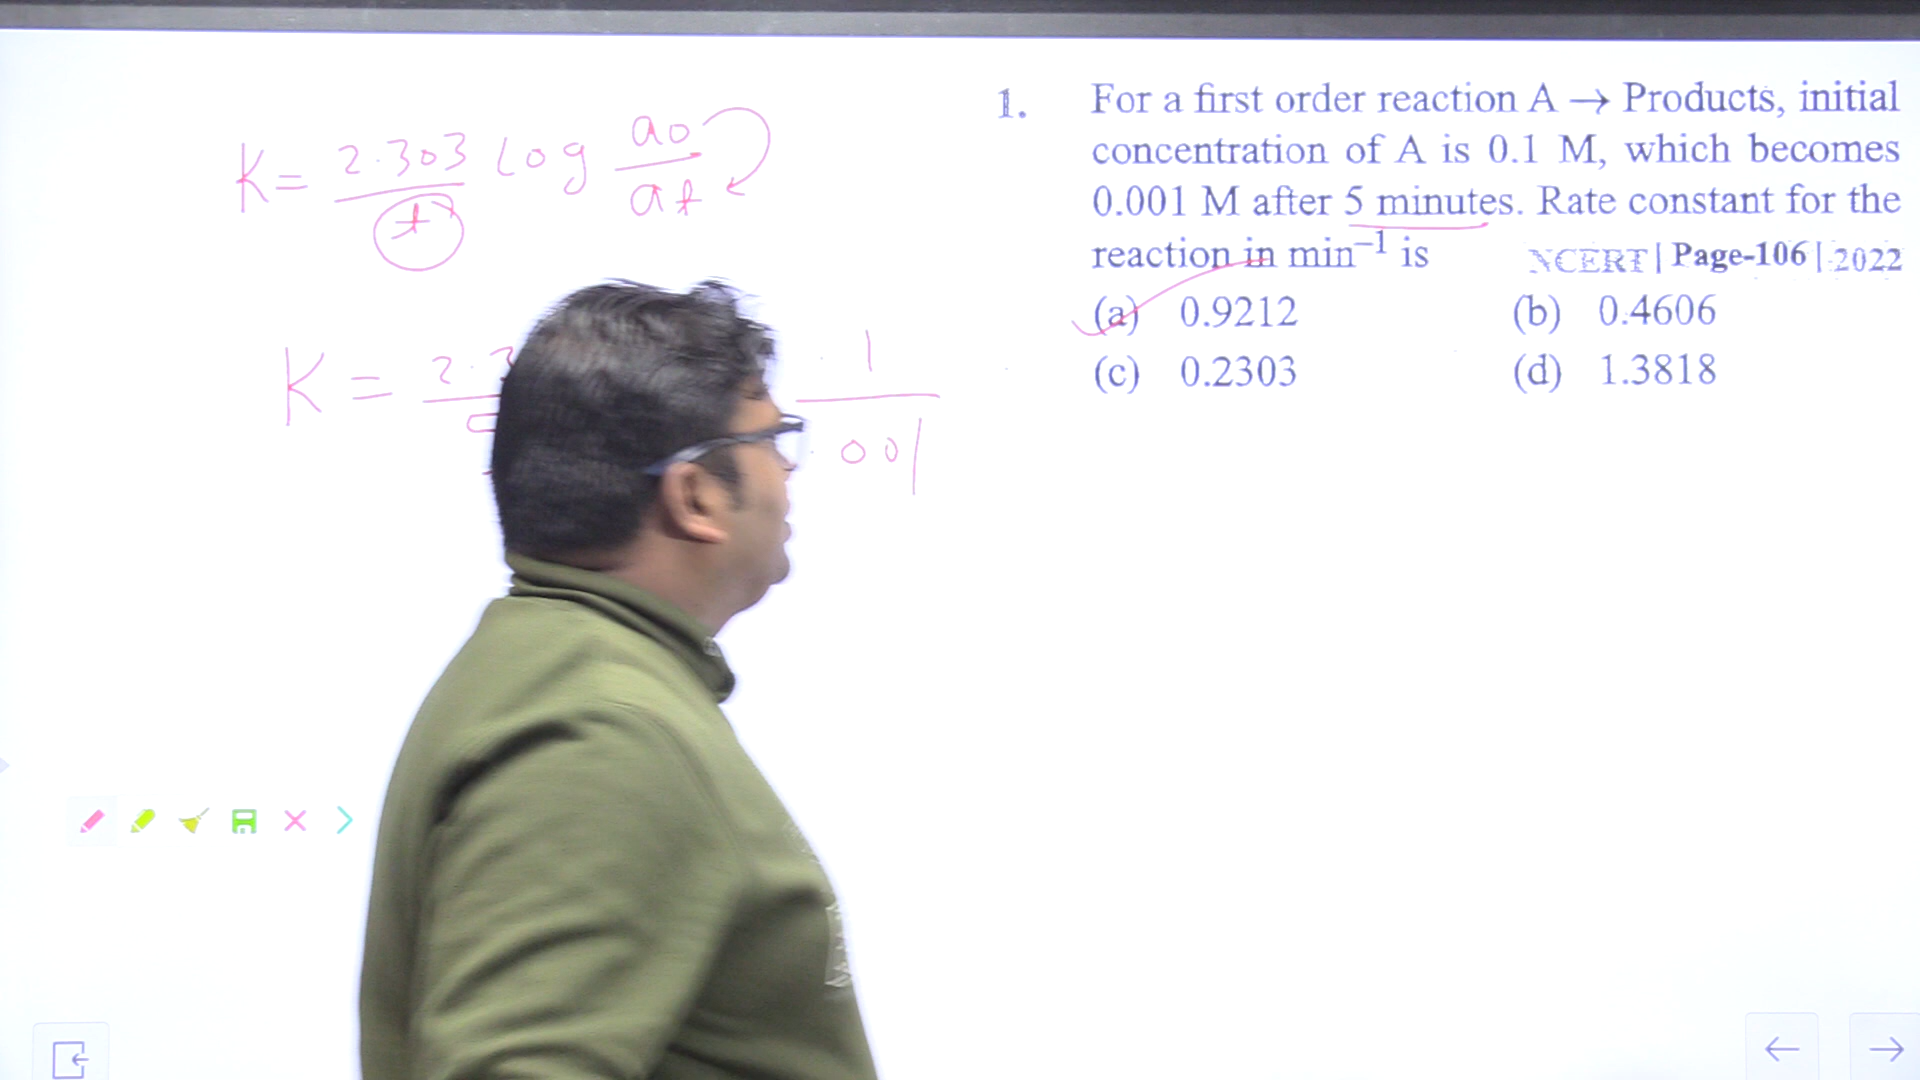 K = 2.303 log a0
t at
K = 2.3 .1
.001
1. For a first order reaction A → Products, initial
concentration of A is 0.1 M, which becomes
0.001 M after 5 minutes. Rate constant for the
reaction in min⁻¹ is NCERT | Page-106 | 2022
(a) 0.9212 (b) 0.4606
(c) 0.2303 (d) 1.3818